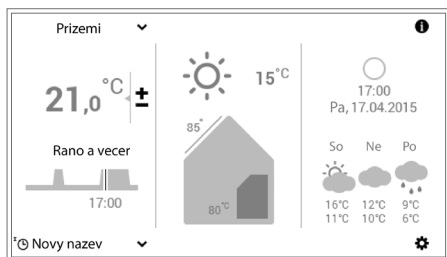 Prizemi
21,0 °C ±
Rano a vecer
17:00
Novy nazev
15°C
85°
80°C
17:00
Pa, 17.04.2015
So Ne Po
16°C 12°C 9°C
11°C 10°C 6°C